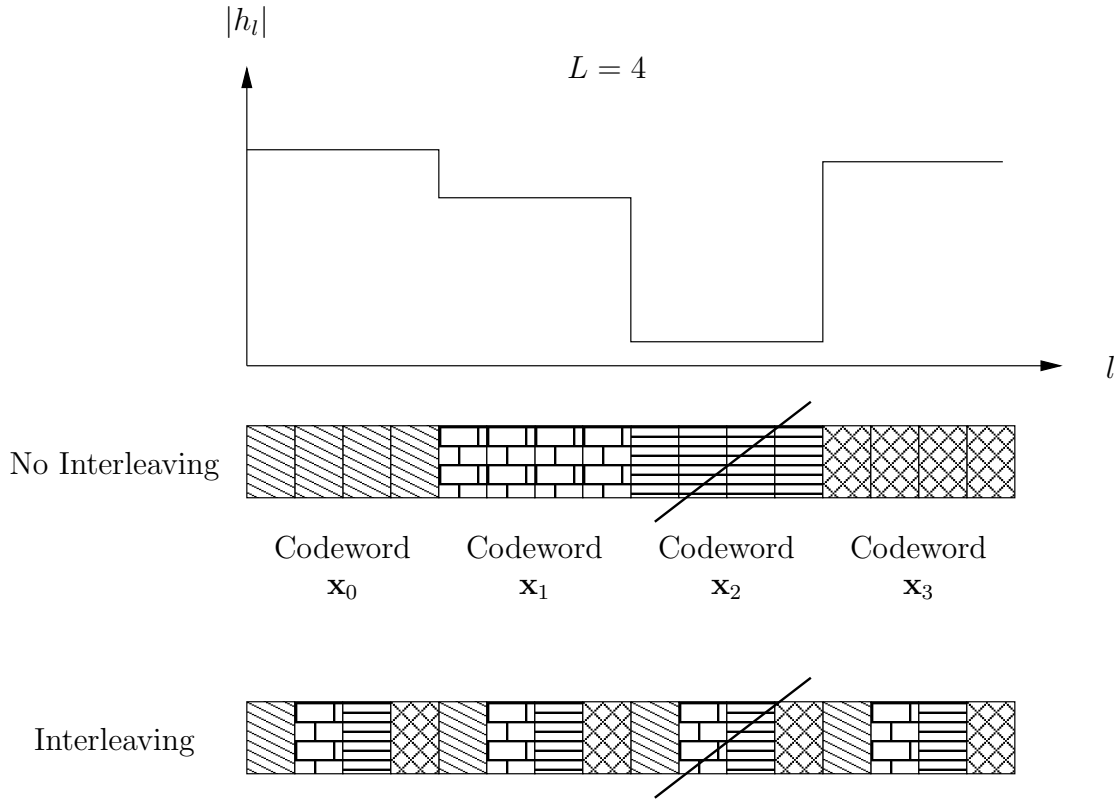 |h_l|
L = 4
l
No Interleaving
Codeword Codeword Codeword Codeword
x_0 x_1 x_2 x_3
Interleaving